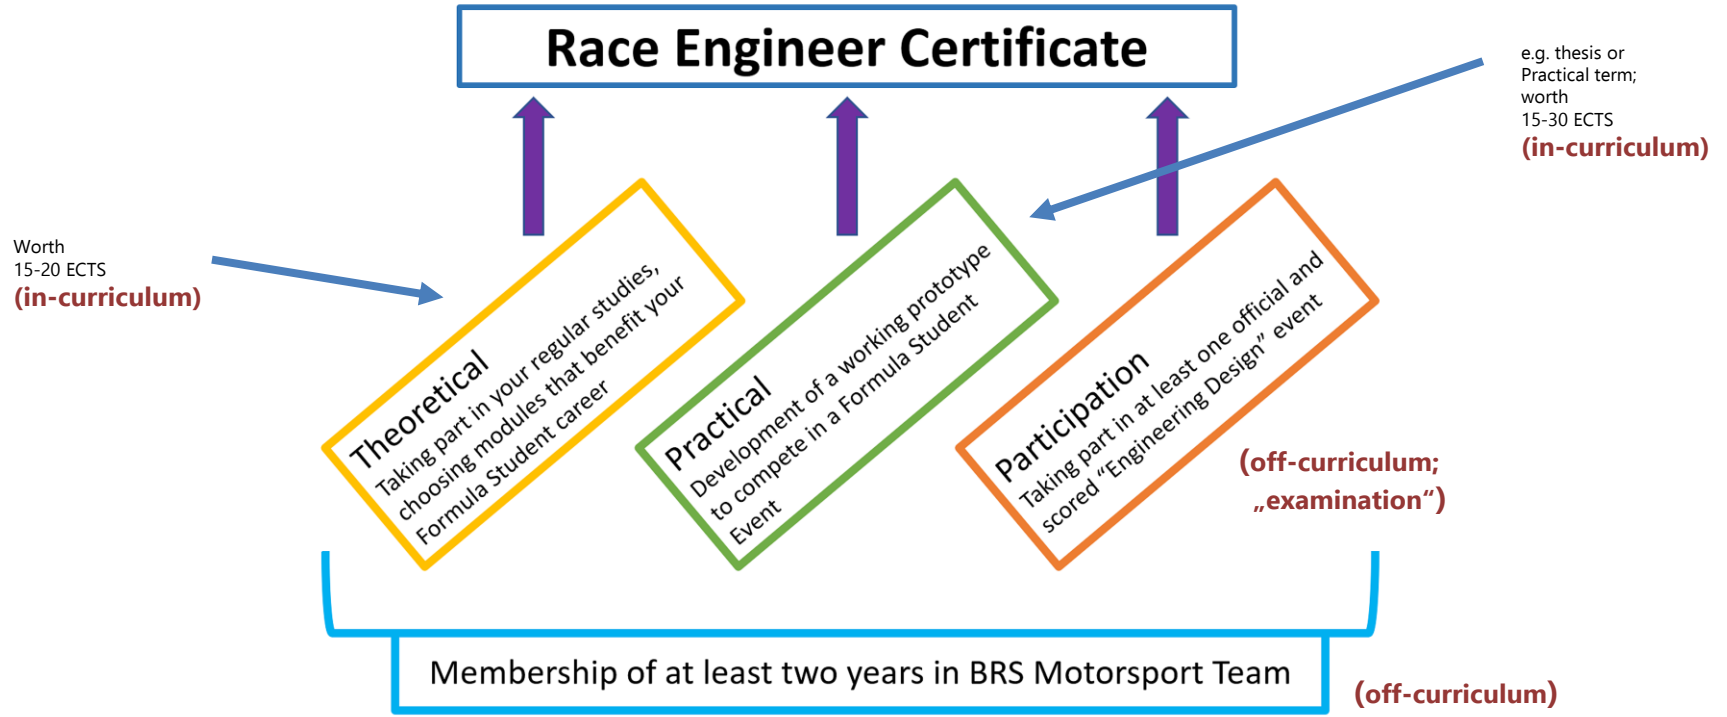 Race Engineer Certificate
e.g. thesis or
Practical term;
worth
15-30 ECTS
(in-curriculum)
Worth
15-20 ECTS
(in-curriculum)
Theoretical
Taking part in your regular studies,
choosing modules that benefit your
Formula Student career
Practical
Development of a working prototype
to compete in a Formula Student
Event
Participation
Taking part in at least one official and
scored “Engineering Design” event
(off-curriculum;
„examination“)
Membership of at least two years in BRS Motorsport Team
(off-curriculum)